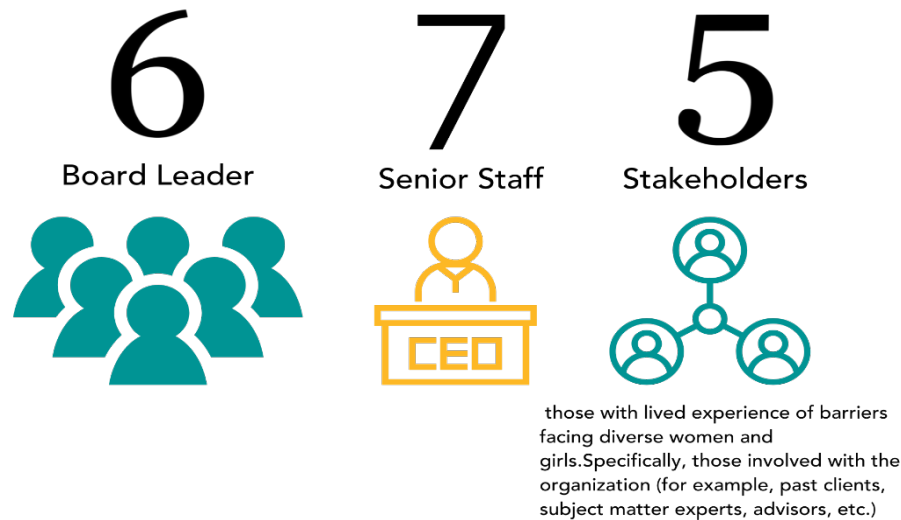 6
7
5
Board Leader
Senior Staff
Stakeholders
CEO
those with lived experience of barriers
facing diverse women and
girls.Specifically, those involved with the
organization (for example, past clients,
subject matter experts, advisors, etc.)